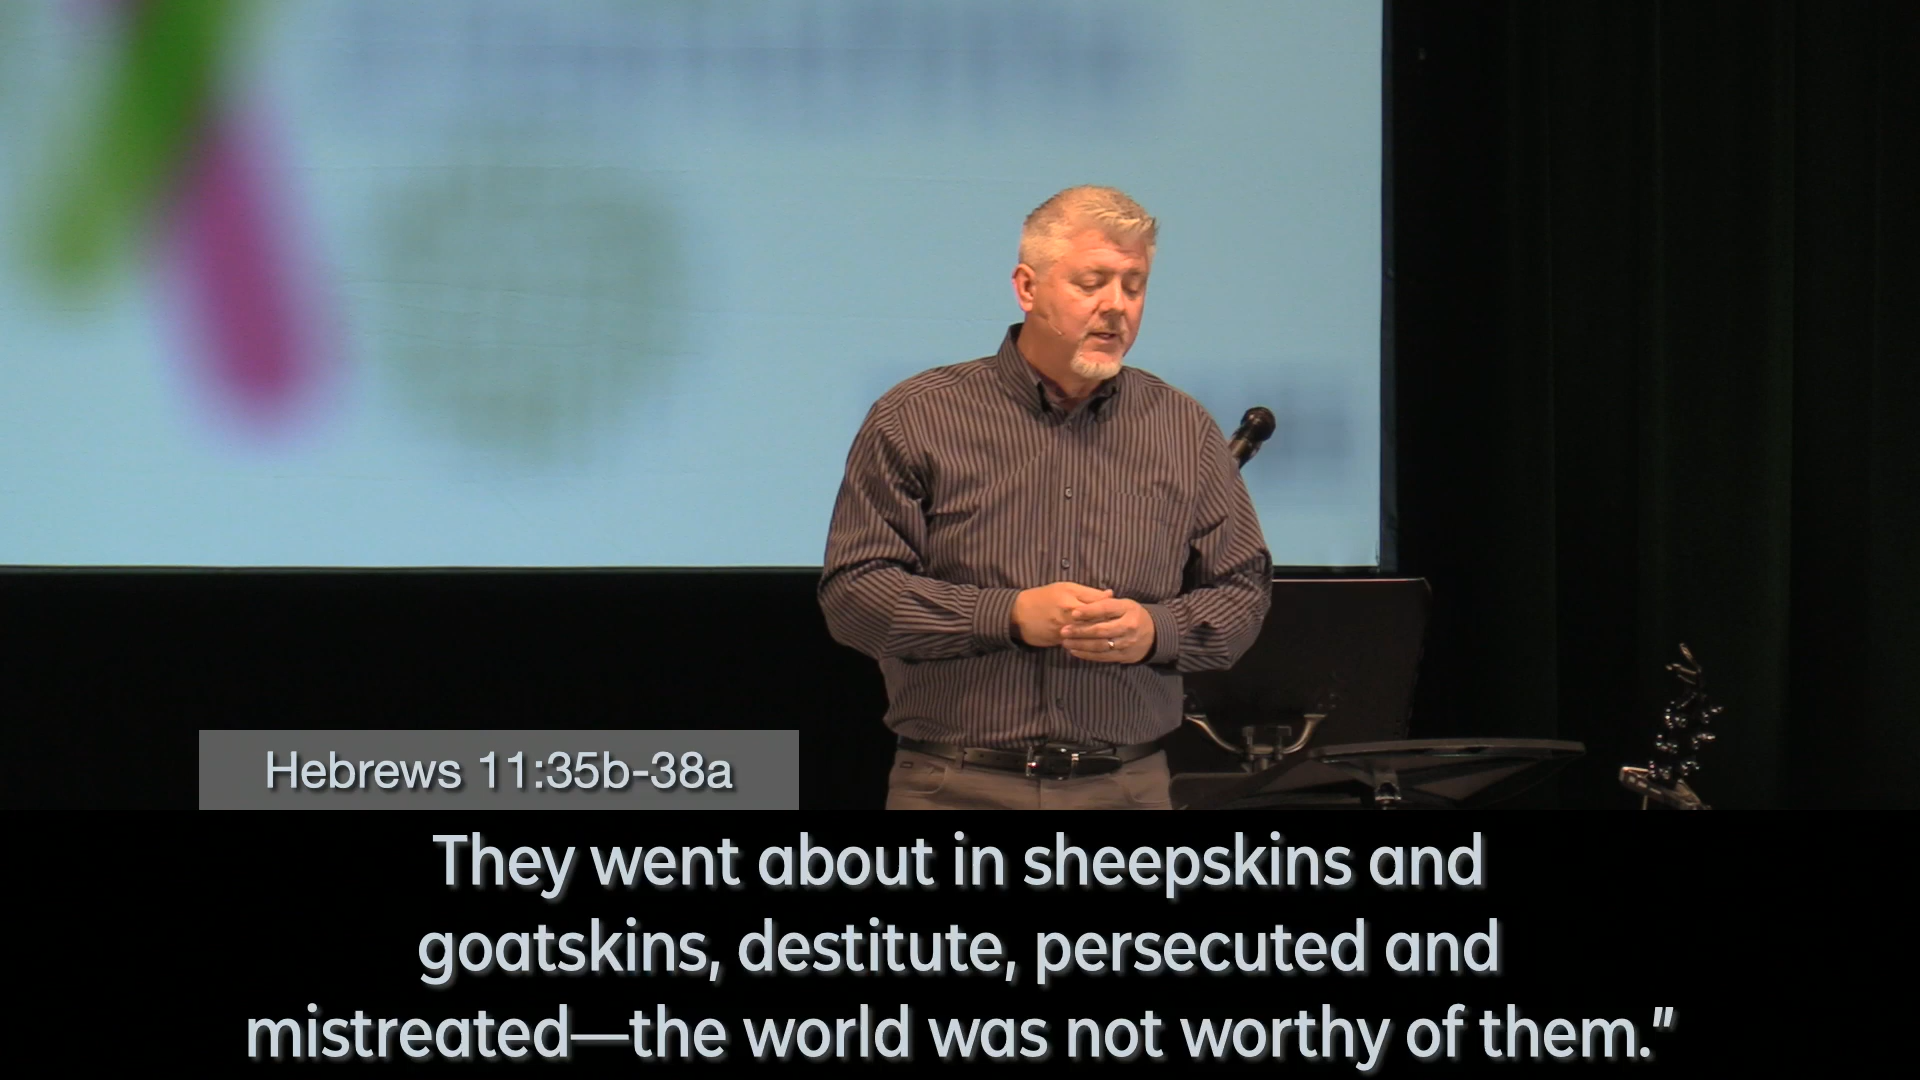 Hebrews 11:35b-38a
They went about in sheepskins and
goatskins, destitute, persecuted and
mistreated—the world was not worthy of them.”